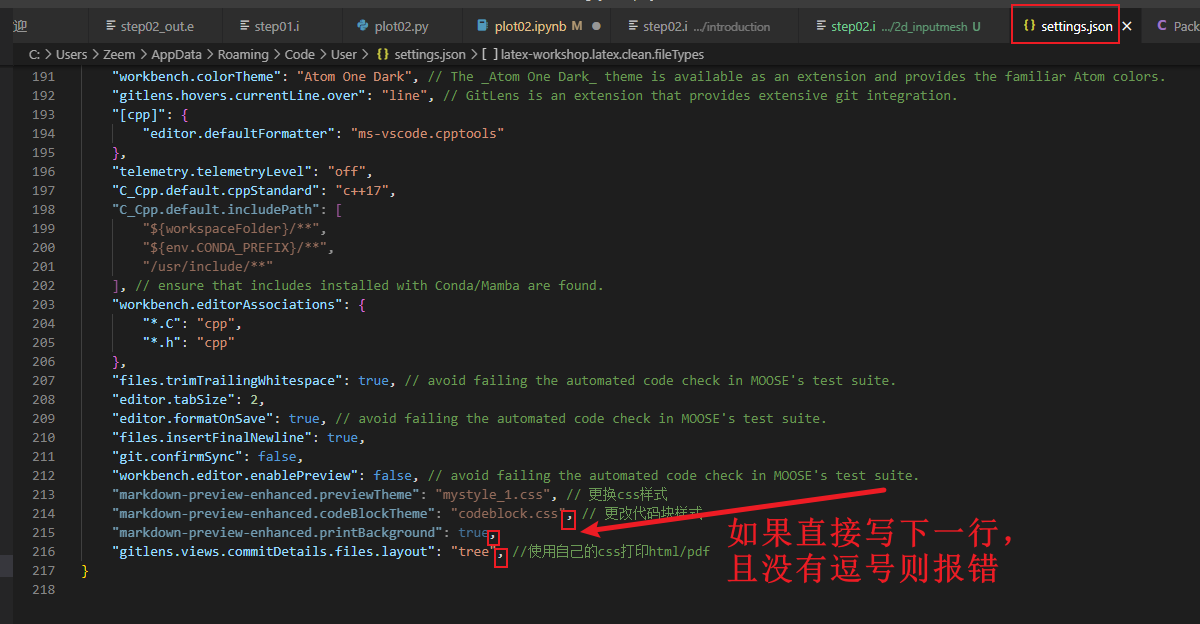 迎 step02_out.e step01.i plot02.py plot02.ipynb M step02.i .../introduction step02.i .../2d_inputmesh U settings.json C Pack
C: > Users > Zeem > AppData > Roaming > Code > User > {} settings.json > [ ] latex-workshop.latex.clean.fileTypes
191 "workbench.colorTheme": "Atom One Dark", // The _Atom One Dark_ theme is available as an extension and provides the familiar Atom colors.
192 "gitlens.hovers.currentLine.over": "line", // GitLens is an extension that provides extensive git integration.
193 "[cpp]": {
194 "editor.defaultFormatter": "ms-vscode.cpptools"
195 },
196 "telemetry.telemetryLevel": "off",
197 "C_Cpp.default.cppStandard": "c++17",
198 "C_Cpp.default.includePath": [
199 "${workspaceFolder}/**",
200 "${env.CONDA_PREFIX}/**",
201 "/usr/include/**"
202 ], // ensure that includes installed with Conda/Mamba are found.
203 "workbench.editorAssociations": {
204 "*.C": "cpp",
205 "*.h": "cpp"
206 },
207 "files.trimTrailingWhitespace": true, // avoid failing the automated code check in MOOSE's test suite.
208 "editor.tabSize": 2,
209 "editor.formatOnSave": true, // avoid failing the automated code check in MOOSE's test suite.
210 "files.insertFinalNewline": true,
211 "git.confirmSync": false,
212 "workbench.editor.enablePreview": false, // avoid failing the automated code check in MOOSE's test suite.
213 "markdown-preview-enhanced.previewTheme": "mystyle_1.css", // 更换css样式
214 "markdown-preview-enhanced.codeBlockTheme": "codeblock.css", // 更改代码块样式
215 "markdown-preview-enhanced.printBackground": true,
216 "gitlens.views.commitDetails.files.layout": "tree", //使用自己的css打印html/pdf
217 }
218
如果直接写下一行，
且没有逗号则报错